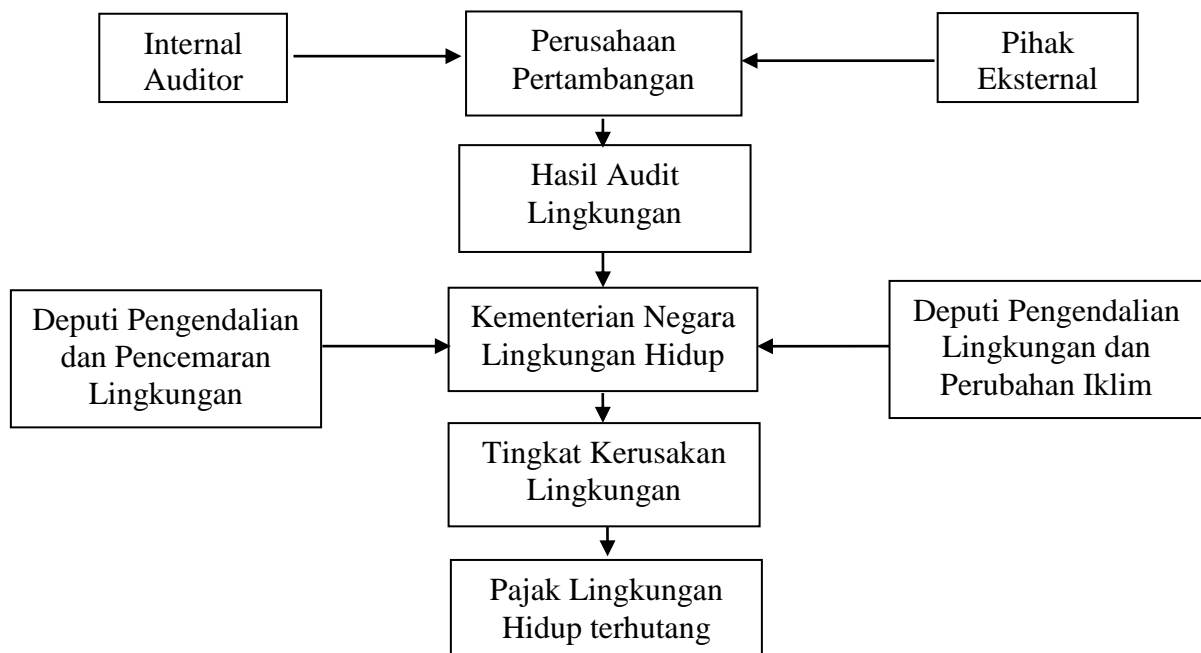 Internal
Auditor
Perusahaan
Pertambangan
Pihak
Eksternal
Hasil Audit
Lingkungan
Deputi Pengendalian
dan Pencemaran
Lingkungan
Kementerian Negara
Lingkungan Hidup
Deputi Pengendalian
Lingkungan dan
Perubahan Iklim
Tingkat Kerusakan
Lingkungan
Pajak Lingkungan
Hidup terhutang